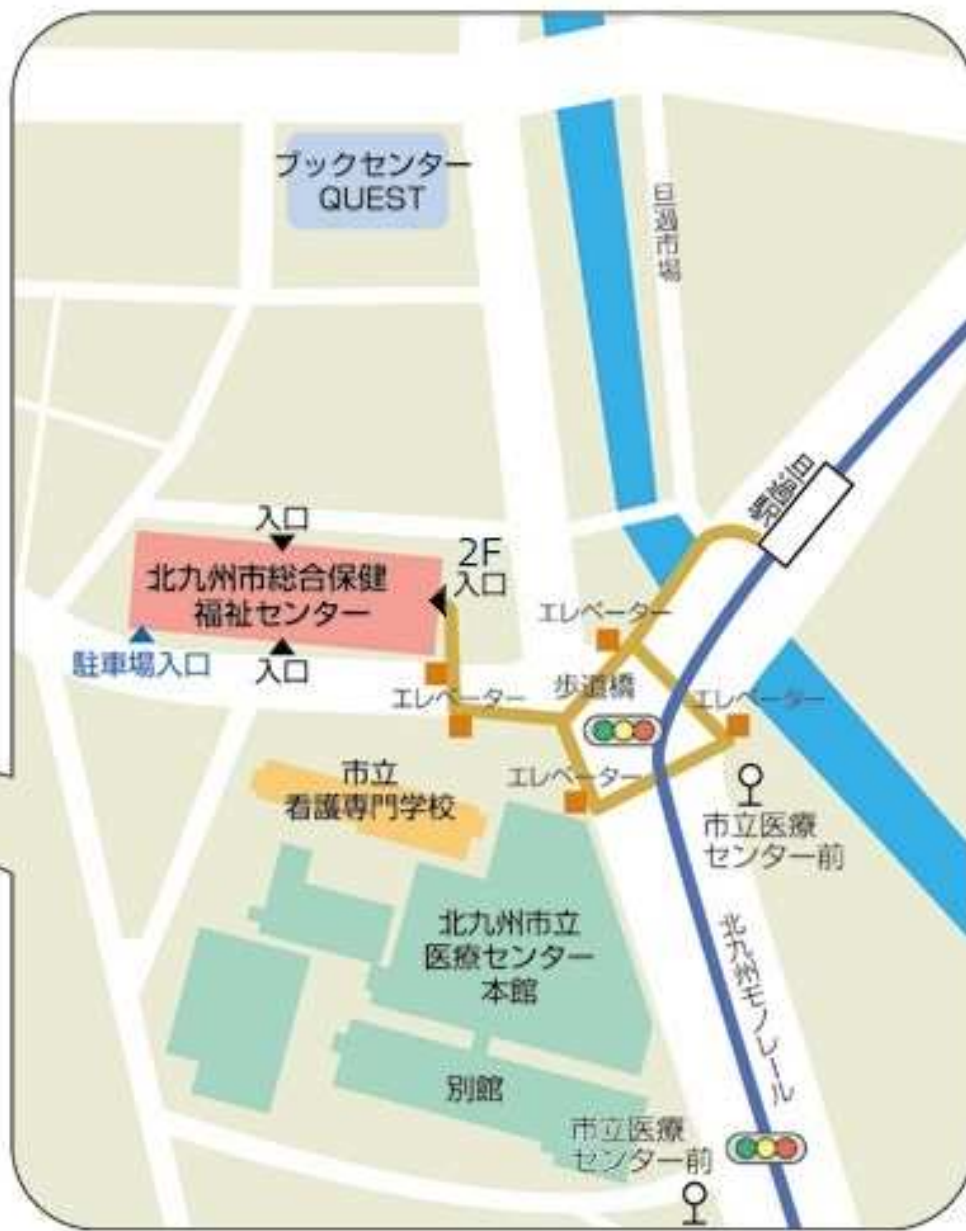 ブックセンター
QUEST
旦過市場
旦過駅
入口
2F
入口
北九州市総合保健
福祉センター
エレベーター
駐車場入口
入口
エレベーター
歩道橋
エレベーター
エレベーター
市立
看護専門学校
市立医療
センター前
北九州市立
医療センター
本館
北九州モノレール
別館
市立医療
センター前